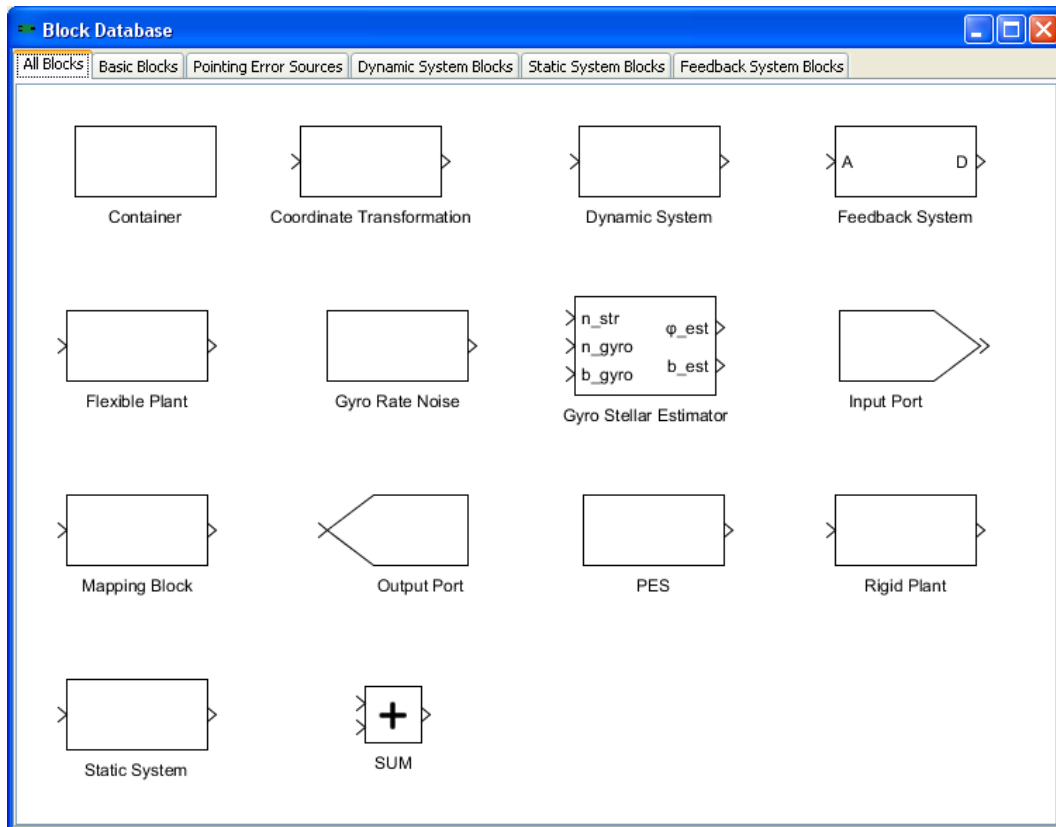 Block Database
All Blocks Basic Blocks Pointing Error Sources Dynamic System Blocks Static System Blocks Feedback System Blocks
A D
Container Coordinate Transformation Dynamic System Feedback System
n_str
φ_est
n_gyro
b_est
b_gyro
Flexible Plant Gyro Rate Noise Gyro Stellar Estimator Input Port
Mapping Block Output Port PES Rigid Plant
+
Static System SUM